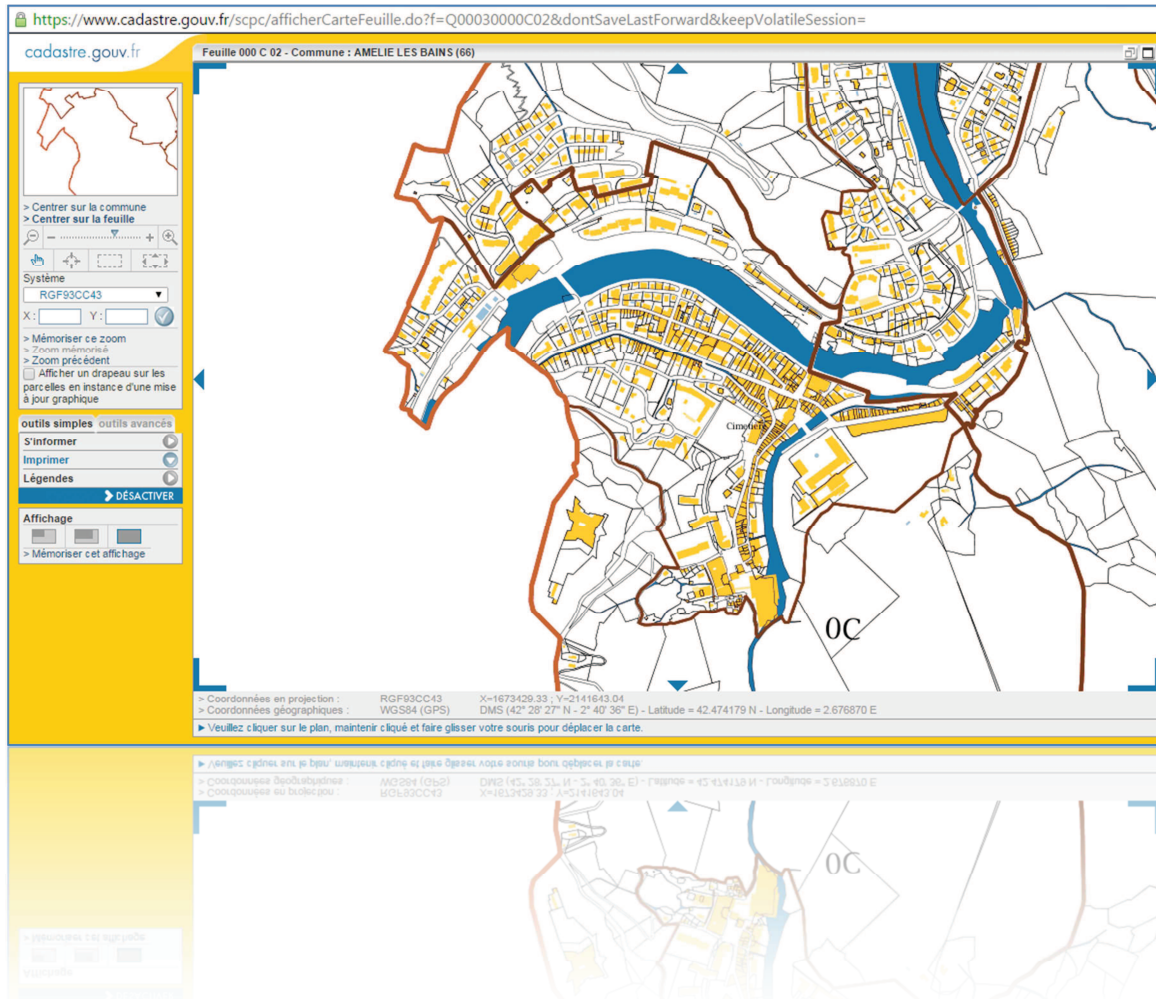 https://www.cadastre.gouv.fr/scpc/afficherCarteFeuille.do?f=Q00030000C02&dontSaveLastForward&keepVolatileSession=
cadastre.gouv.fr
Feuille 000 C 02 - Commune : AMELIE LES BAINS (66)
> Centrer sur la commune
> Centrer sur la feuille
Système
RGF93CC43
X : Y :
> Mémoriser ce zoom
> Zoom mémorisé
> Zoom précédent
Afficher un drapeau sur les
parcelles en instance d'une mise
à jour graphique
outils simples outils avancés
S'informer
Imprimer
Légendes
DÉSACTIVER
Affichage
> Mémoriser cet affichage
Cimetière
0C
> Coordonnées en projection : RGF93CC43 X=1673429.33 ; Y=2141643.04
> Coordonnées géographiques : WGS84 (GPS) DMS (42° 28' 27" N - 2° 40' 36" E) - Latitude = 42.474179 N - Longitude = 2.676870 E
► Veuillez cliquer sur le plan, maintenir cliqué et faire glisser votre souris pour déplacer la carte.